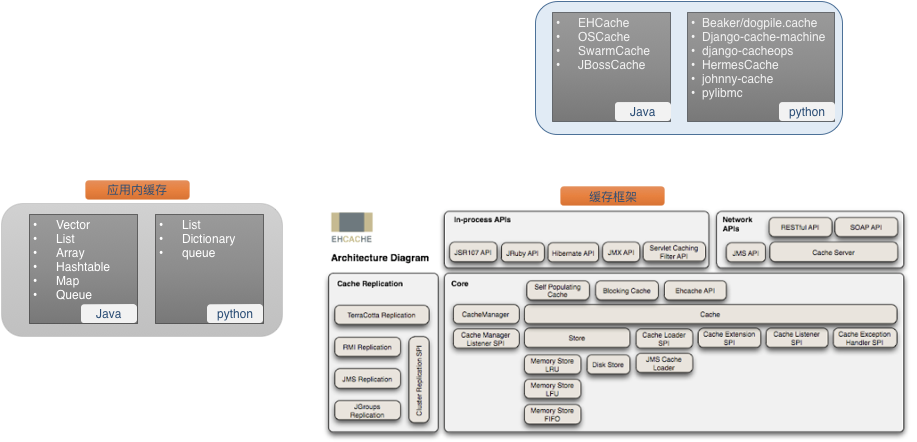 EHCache
OSCache
SwarmCache
JBossCache
Java
Beaker/dogpile.cache
Django-cache-machine
django-cacheops
HermesCache
johnny-cache
pylibmc
python
应用内缓存
Vector
List
Array
Hashtable
Map
Queue
Java
List
Dictionary
queue
python
缓存框架
EHCACHE
Architecture Diagram
In-process APIs
JSR107 API
JRuby API
Hibernate API
JMX API
Servlet Caching
Filter API
Network
APIs
RESTful API
SOAP API
JMS API
Cache Server
Cache Replication
TerraCotta Replication
RMI Replication
JMS Replication
JGroups
Replication
Cluster Replication SPI
Core
Self Populating
Cache
Blocking Cache
Ehcache API
CacheManager
Cache
Cache Manager
Listener SPI
Store
Cache Loader
SPI
Cache Extension
SPI
Cache Listener
SPI
Cache Exception
Handler SPI
Memory Store
LRU
Disk Store
JMS Cache
Loader
Memory Store
LFU
Memory Store
FIFO